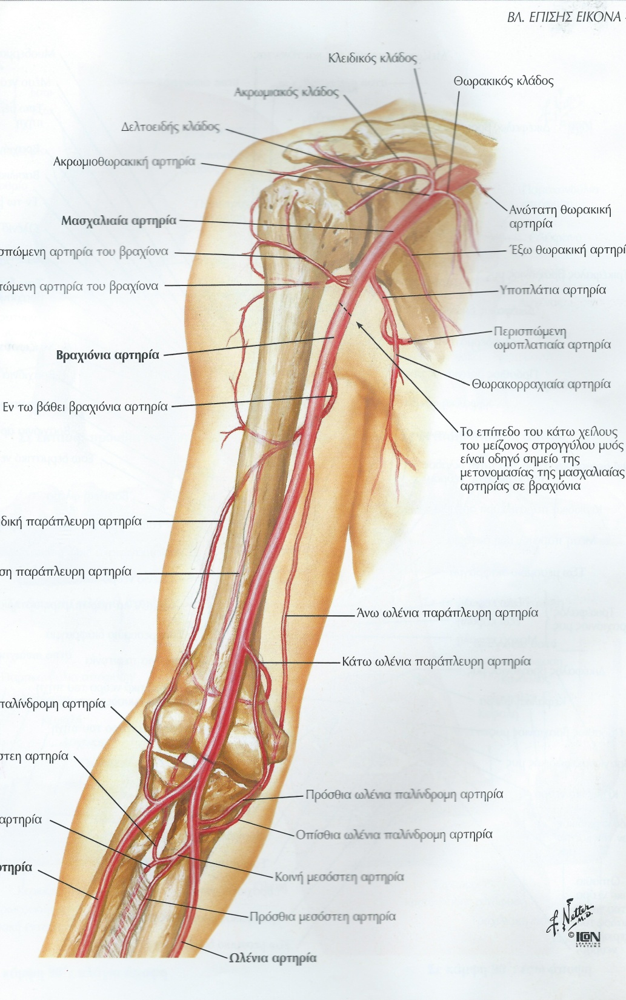 ΒΛ. ΕΠΙΣΗΣ ΕΙΚΟΝΑ
Κλειδικός κλάδος
Θωρακικός κλάδος
Ακρωμιακός κλάδος
Δελτοειδής κλάδος
Ακρωμιοθωρακική αρτηρία
Ανώτατη θωρακική
αρτηρία
Μασχαλιαία αρτηρία
σπώμενη αρτηρία του βραχίονα
Έξω θωρακική αρτηρί
τώμενη αρτηρία του βραχίονα
Υποπλάτια αρτηρία
Περισπώμενη
ωμοπλατιαία αρτηρία
Βραχιόνια αρτηρία
Θωρακορραχιαία αρτηρία
Εν τω βάθει βραχιόνια αρτηρία
Το επίπεδο του κάτω χείλους
του μείζονος στρογγύλου μυός
είναι οδηγό σημείο της
μετονομασίας της μασχαλιαίας
αρτηρίας σε βραχιόνια
δική παράπλευρη αρτηρία
ση παράπλευρη αρτηρία
Άνω ωλένια παράπλευρη αρτηρία
Κάτω ωλένια παράπλευρη αρτηρία
ταλίνδρομη αρτηρία
στεη αρτηρία
Πρόσθια ωλένια παλίνδρομη αρτηρία
αρτηρία
Οπίσθια ωλένια παλίνδρομη αρτηρία
ρτηρία
Κοινή μεσόστεη αρτηρία
Πρόσθια μεσόστεη αρτηρία
Ωλένια αρτηρία
F. Netter
M.D.
© ICON
LEARNING
SYSTEMS